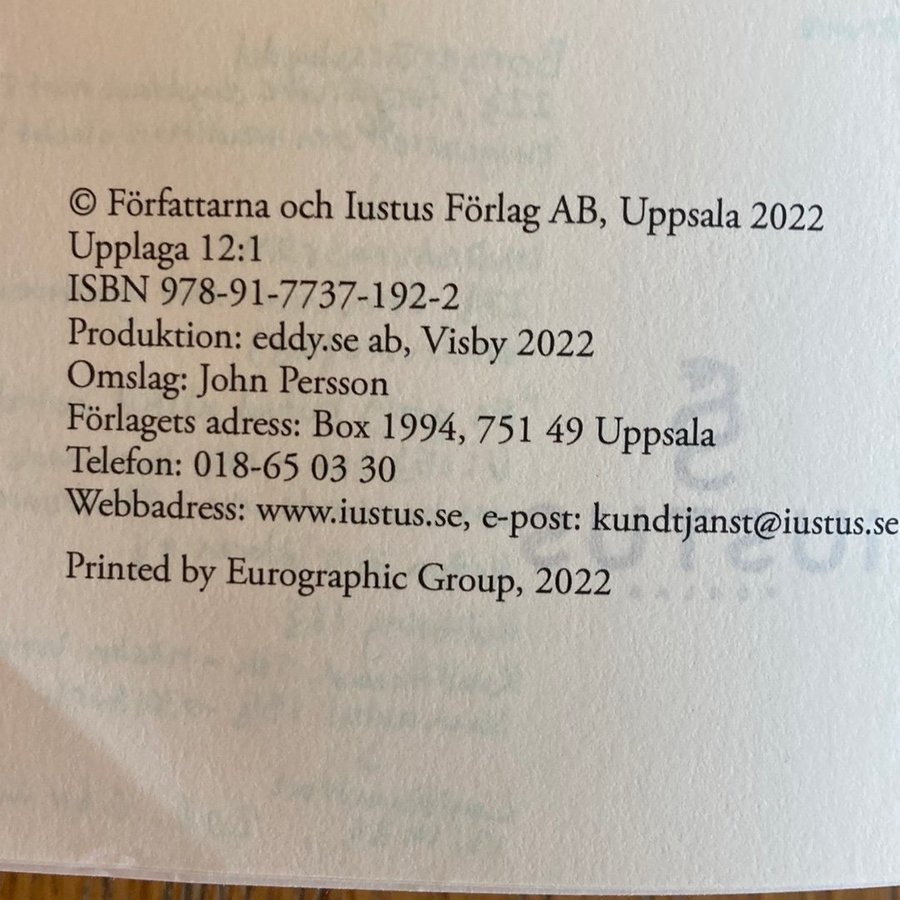 © Författarna och Iustus Förlag AB, Uppsala 2022
Upplaga 12:1
ISBN 978-91-7737-192-2
Produktion: eddy.se ab, Visby 2022
Omslag: John Persson
Förlagets adress: Box 1994, 751 49 Uppsala
Telefon: 018-65 03 30
Webbadress: www.iustus.se, e-post: kundtjanst@iustus.se
Printed by Eurographic Group, 2022